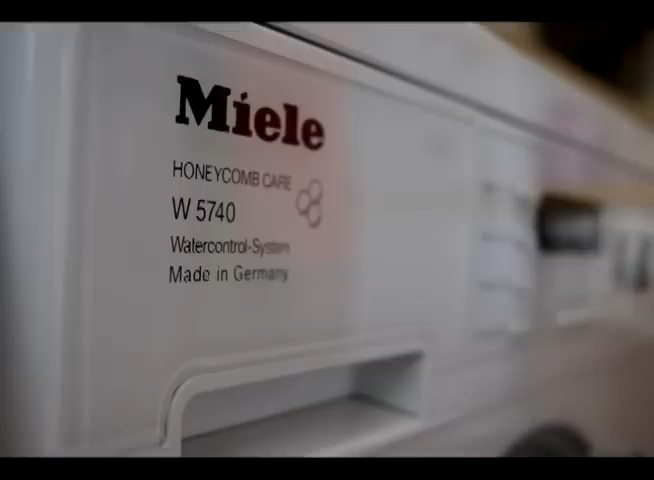 Miele
HONEYCOMB CARE
W 5740
Watercontrol-System
Made in Germany